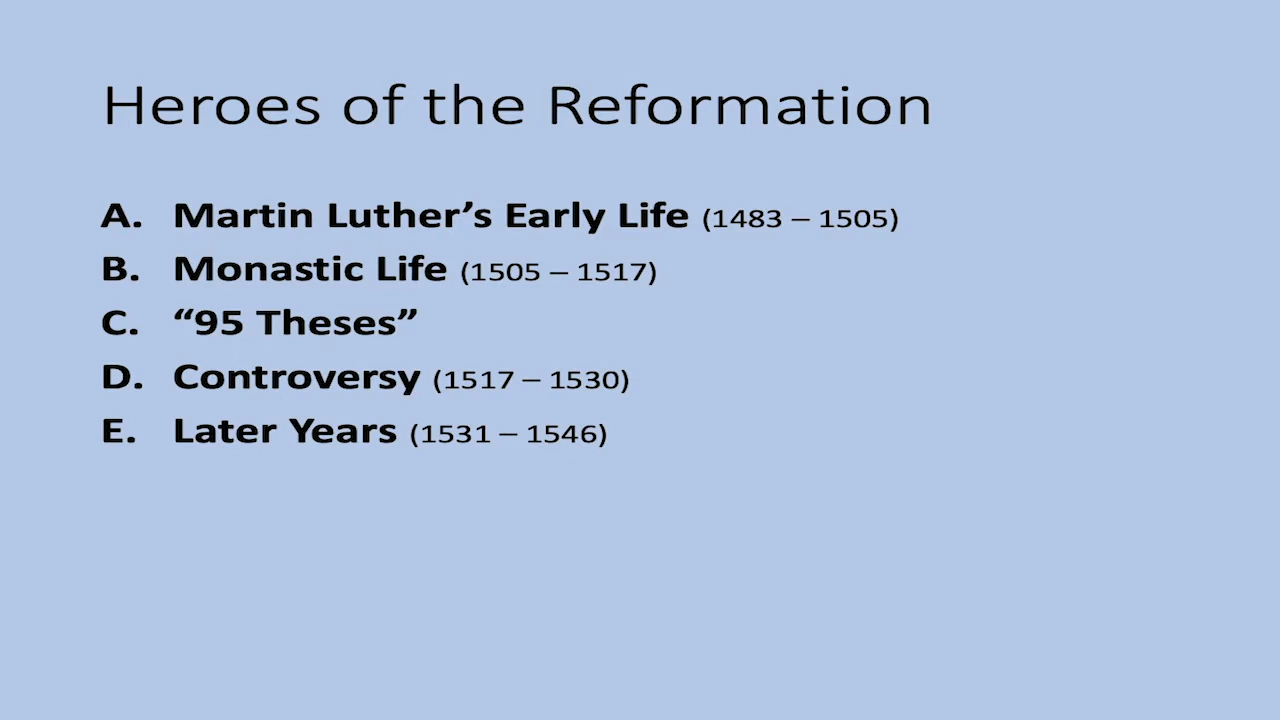 Heroes of the Reformation
A. Martin Luther’s Early Life (1483 – 1505)
B. Monastic Life (1505 – 1517)
C. “95 Theses”
D. Controversy (1517 – 1530)
E. Later Years (1531 – 1546)